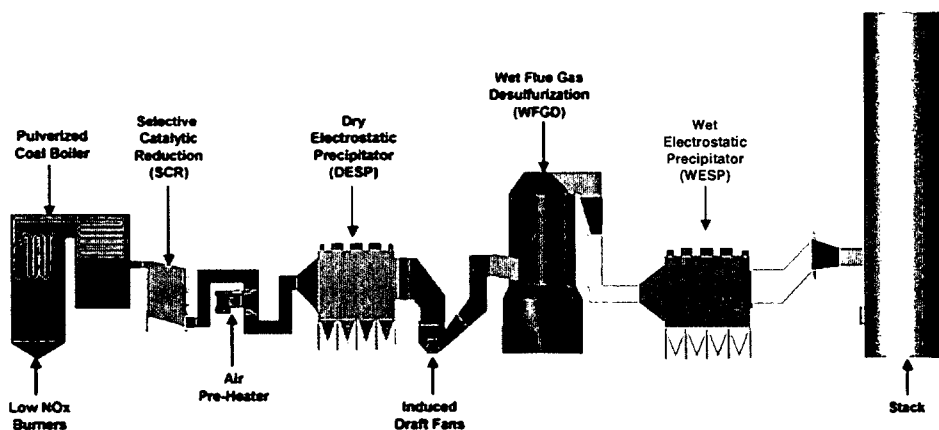 Pulverized
Coal Boiler
Selective
Catalytic
Reduction
(SCR)
Dry
Electrostatic
Precipitator
(DESP)
Wet Flue Gas
Desulfurization
(WFGD)
Wet
Electrostatic
Precipitator
(WESP)
Low NOx
Burners
Air
Pre-Heater
Induced
Draft Fans
Stack